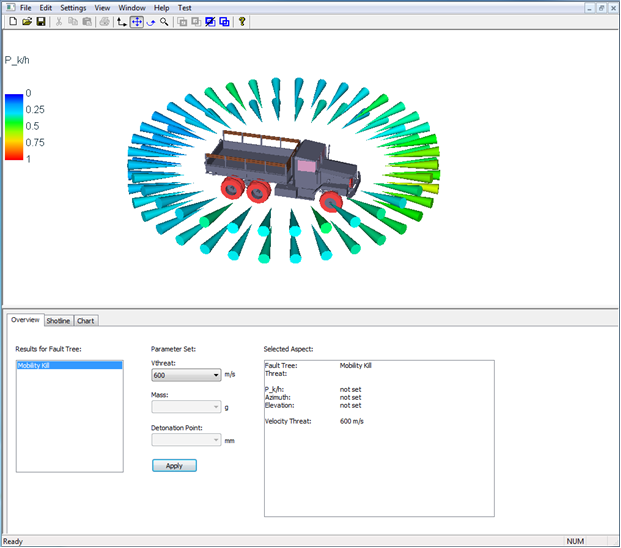 File Edit Settings View Window Help Test
P_k/h
0
0.25
0.5
0.75
1
Overview Shotline Chart
Results for Fault Tree:
Mobility Kill
Parameter Set:
Vthreat:
600 m/s
Mass:
g
Detonation Point:
mm
Apply
Selected Aspect:
Fault Tree: Mobility Kill
Threat:
P_k/h: not set
Azimuth: not set
Elevation: not set
Velocity Threat: 600 m/s
Ready NUM